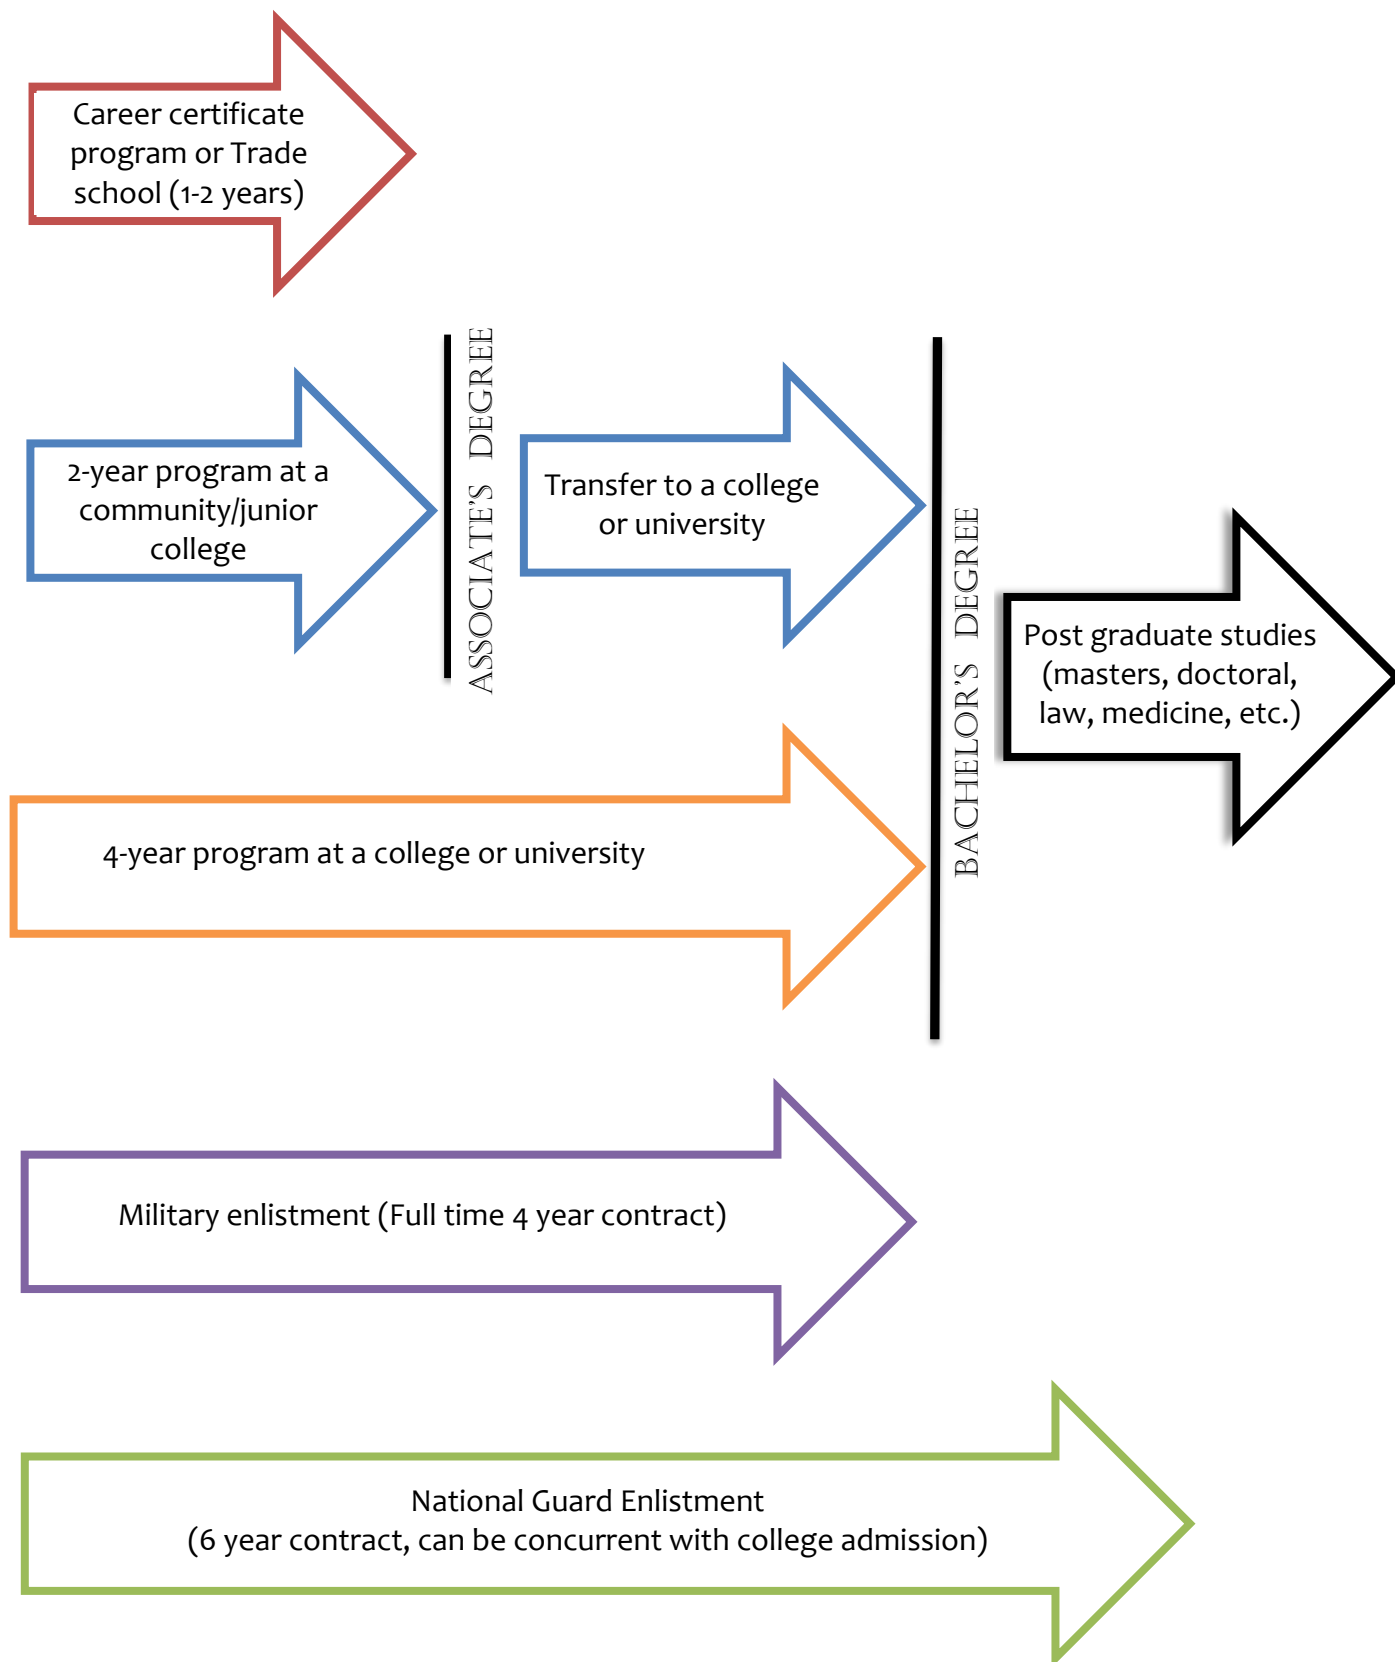 Career certificate
program or Trade
school (1-2 years)
2-year program at a
community/junior
college
ASSOCIATE'S DEGREE
Transfer to a college
or university
BACHELOR'S DEGREE
Post graduate studies
(masters, doctoral,
law, medicine, etc.)
4-year program at a college or university
Military enlistment (Full time 4 year contract)
National Guard Enlistment
(6 year contract, can be concurrent with college admission)